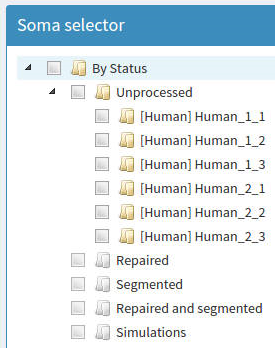 Soma selector
By Status
Unprocessed
[Human] Human_1_1
[Human] Human_1_2
[Human] Human_1_3
[Human] Human_2_1
[Human] Human_2_2
[Human] Human_2_3
Repaired
Segmented
Repaired and segmented
Simulations